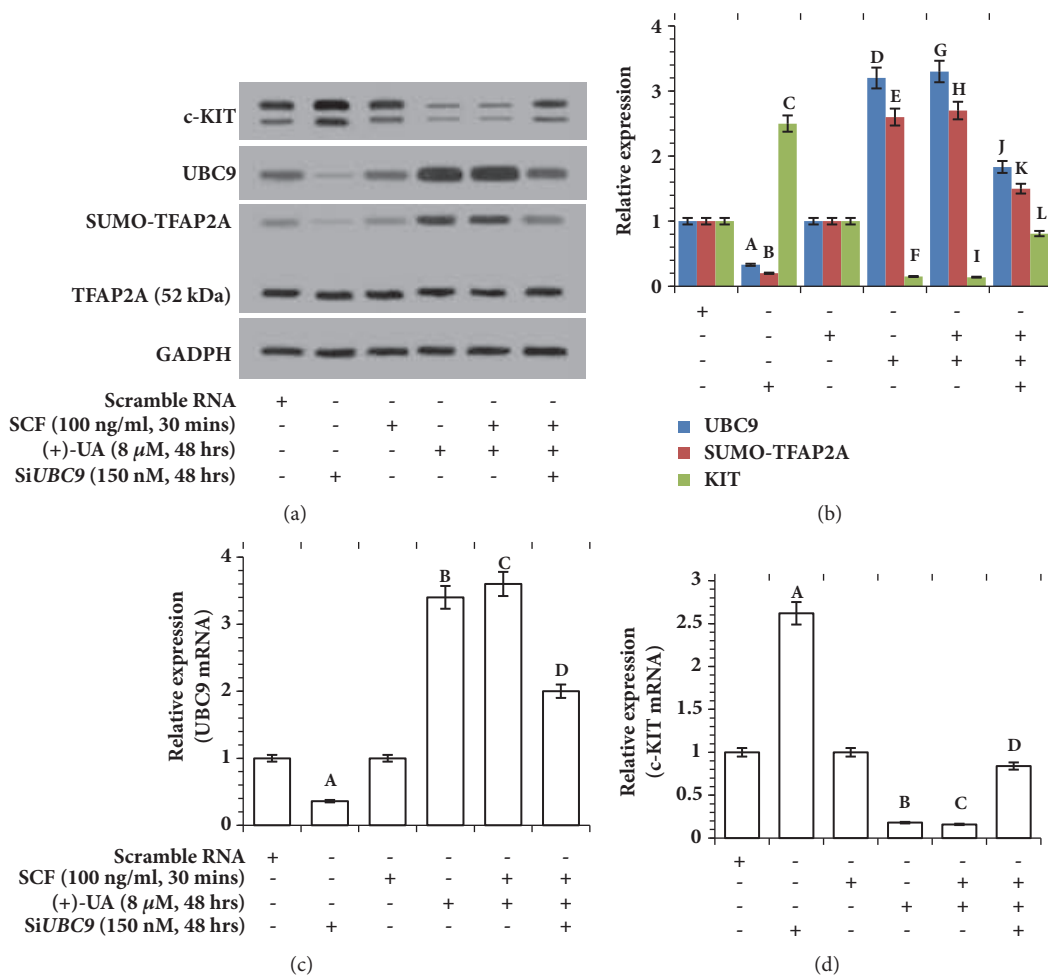 c-KIT
UBC9
SUMO-TFAP2A
TFAP2A (52 kDa)
GADPH
Scramble RNA + - - - - -
SCF (100 ng/ml, 30 mins) - - + - + +
(+)-UA (8 μM, 48 hrs) - - - + + +
SiUBC9 (150 nM, 48 hrs) - + - - - +
(a)
Relative expression
4
3
2
1
0
A
B
C
D
E
F
G
H
I
J
K
L
+ - - - - -
- - + - + +
- - - + + +
- + - - - +
UBC9
SUMO-TFAP2A
KIT
(b)
Relative expression
(UBC9 mRNA)
4
3
2
1
0
A
B
C
D
Scramble RNA + - - - - -
SCF (100 ng/ml, 30 mins) - - + - + +
(+)-UA (8 μM, 48 hrs) - - - + + +
SiUBC9 (150 nM, 48 hrs) - + - - - +
(c)
Relative expression
(c-KIT mRNA)
3
2.5
2
1.5
1
0.5
0
A
B
C
D
+ - - - - -
- - + - + +
- - - + + +
- + - - - +
(d)